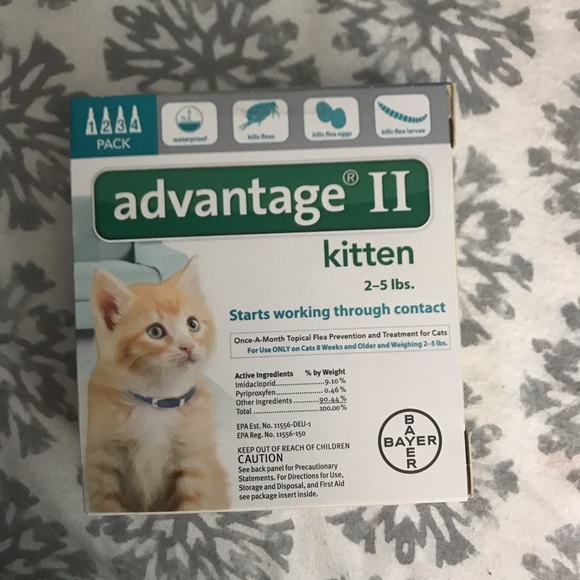 1 2 3 4
PACK
waterproof
kills fleas
kills flea eggs
kills flea larvae
advantage® II
kitten
2–5 lbs.
Starts working through contact
Once-A-Month Topical Flea Prevention and Treatment for Cats
For Use ONLY on Cats 8 Weeks and Older and Weighing 2–5 lbs.
Active Ingredients % by Weight
Imidacloprid..........................9.10%
Pyriproxyfen..........................0.46%
Other Ingredients ..............90.44%
Total ..................................100.00%
EPA Est. No. 11556-DEU-1
EPA Reg. No. 11556-150
KEEP OUT OF REACH OF CHILDREN
CAUTION
See back panel for Precautionary
Statements. For Directions for Use,
Storage and Disposal, and First Aid
see package insert inside.
BAYER
BAYER